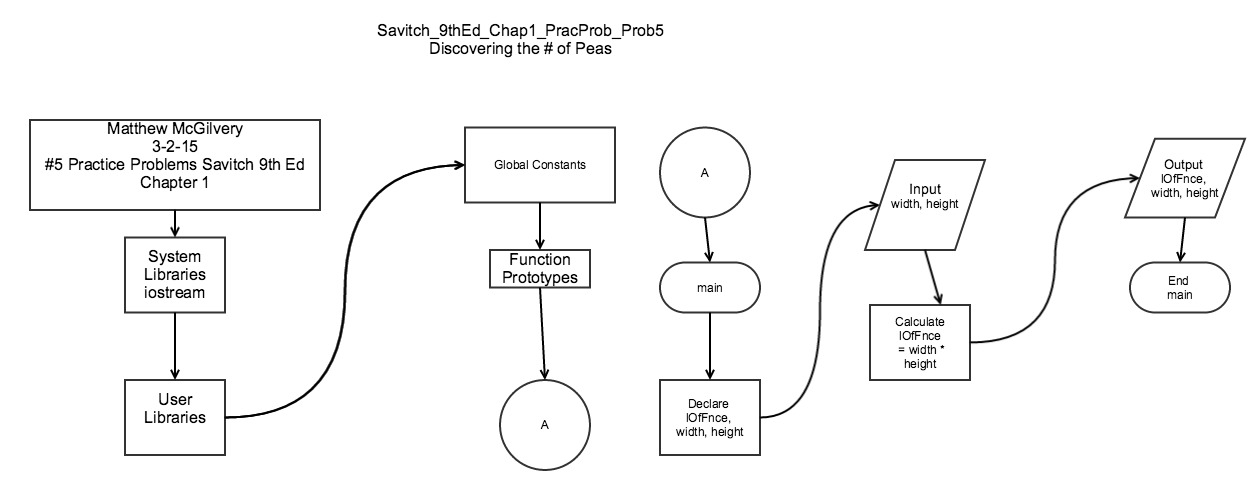 Savitch_9thEd_Chap1_PracProb_Prob5
Discovering the # of Peas
Matthew McGilvery
3-2-15
#5 Practice Problems Savitch 9th Ed
Chapter 1
System
Libraries
iostream
User
Libraries
Global Constants
Function
Prototypes
A
A
main
Declare
lOfFnce,
width, height
Input
width, height
Calculate
lOfFnce
= width *
height
Output
lOfFnce,
width, height
End
main